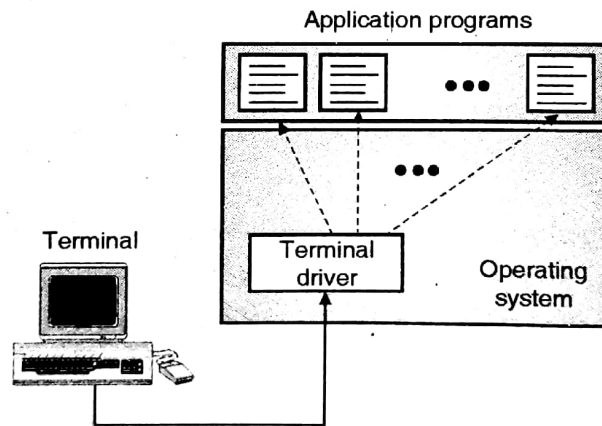 Application programs
Terminal
Terminal
driver
Operating
system